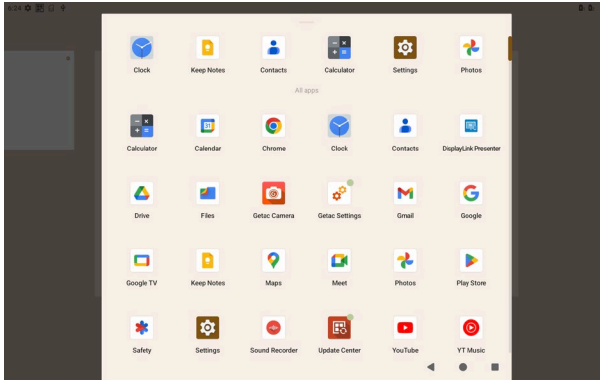 6:24
Clock Keep Notes Contacts Calculator Settings Photos
All apps
Calculator Calendar Chrome Clock Contacts DisplayLink Presenter
Drive Files Getac Camera Getac Settings Gmail Google
Google TV Keep Notes Maps Meet Photos Play Store
Safety Settings Sound Recorder Update Center YouTube YT Music